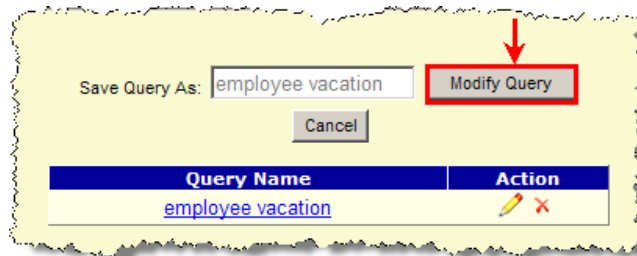 Save Query As: employee vacation Modify Query
Cancel
Query Name Action
employee vacation